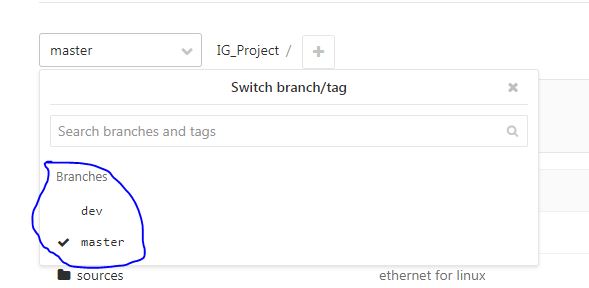 master IG_Project /
Switch branch/tag
Search branches and tags
Branches
dev
master
sources ethernet for linux